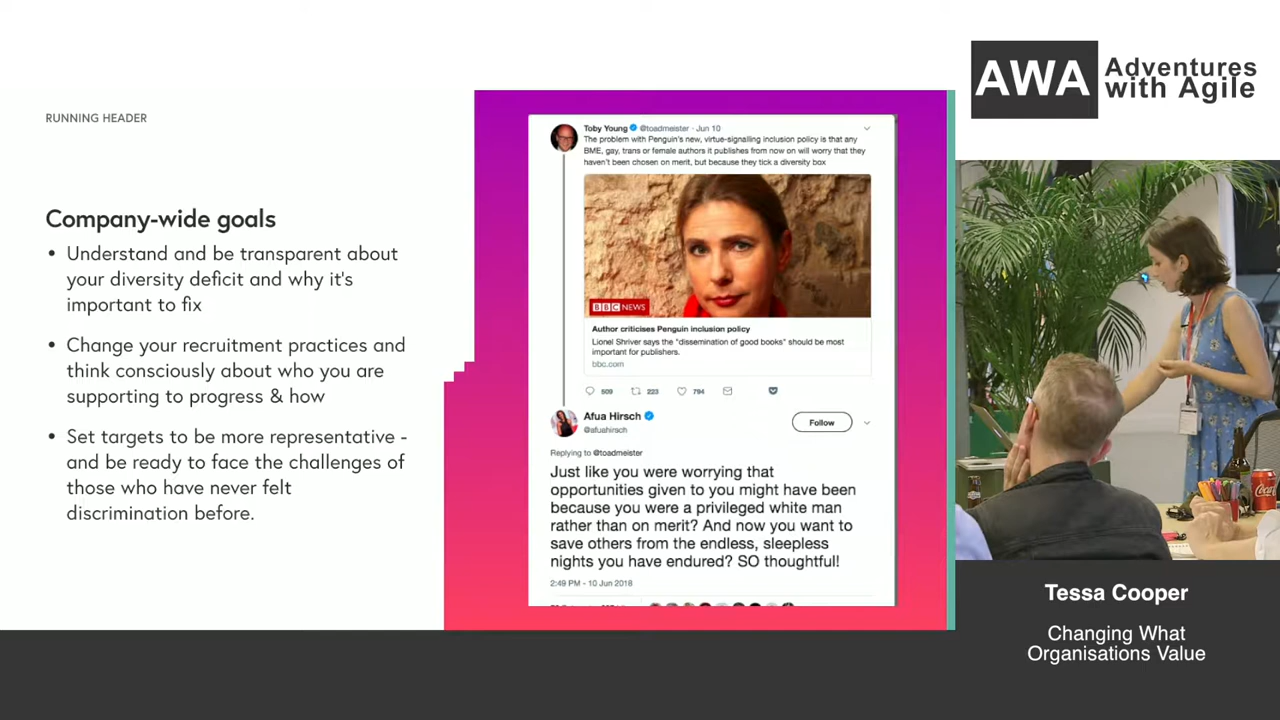 RUNNING HEADER
Company-wide goals
• Understand and be transparent about
your diversity deficit and why it's
important to fix
• Change your recruitment practices and
think consciously about who you are
supporting to progress & how
• Set targets to be more representative -
and be ready to face the challenges of
those who have never felt
discrimination before.
Toby Young @toadmeister · Jun 10
The problem with Penguin's new, virtue-signalling inclusion policy is that any
BME, gay, trans or female authors it publishes from now on will worry that they
haven't been chosen on merit, but because they tick a diversity box
BBC NEWS
Author criticises Penguin inclusion policy
Lionel Shriver says the "dissemination of good books" should be most
important for publishers.
bbc.com
509 223 794
Afua Hirsch
@afuahirsch
Follow
Replying to @toadmeister
Just like you were worrying that
opportunities given to you might have been
because you were a privileged white man
rather than on merit? And now you want to
save others from the endless, sleepless
nights you have endured? SO thoughtful!
2:49 PM - 10 Jun 2018
AWA Adventures
with Agile
Coca
Tessa Cooper
Changing What
Organisations Value